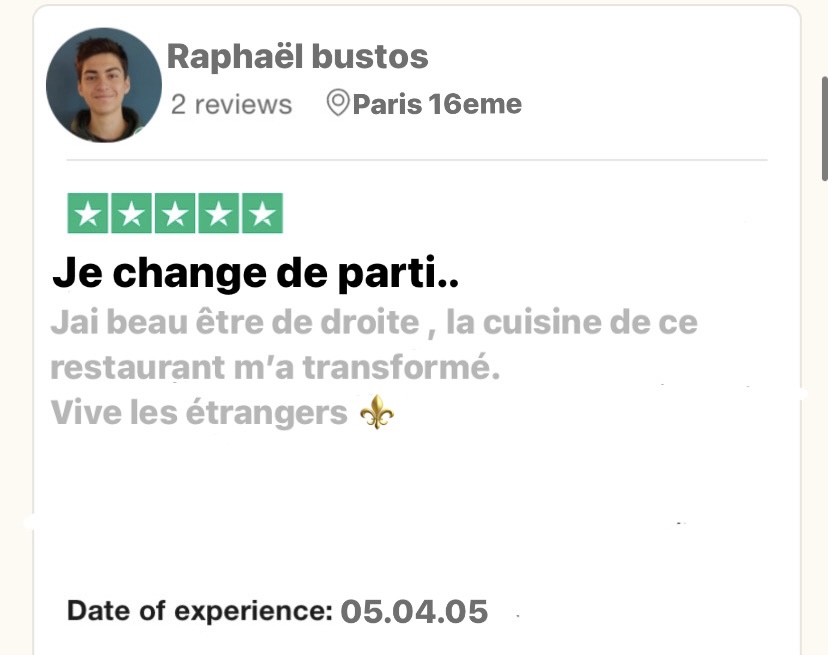 Raphaël bustos
2 reviews Paris 16eme
Je change de parti..
Jai beau être de droite , la cuisine de ce
restaurant m’a transformé.
Vive les étrangers ⚜️
Date of experience: 05.04.05